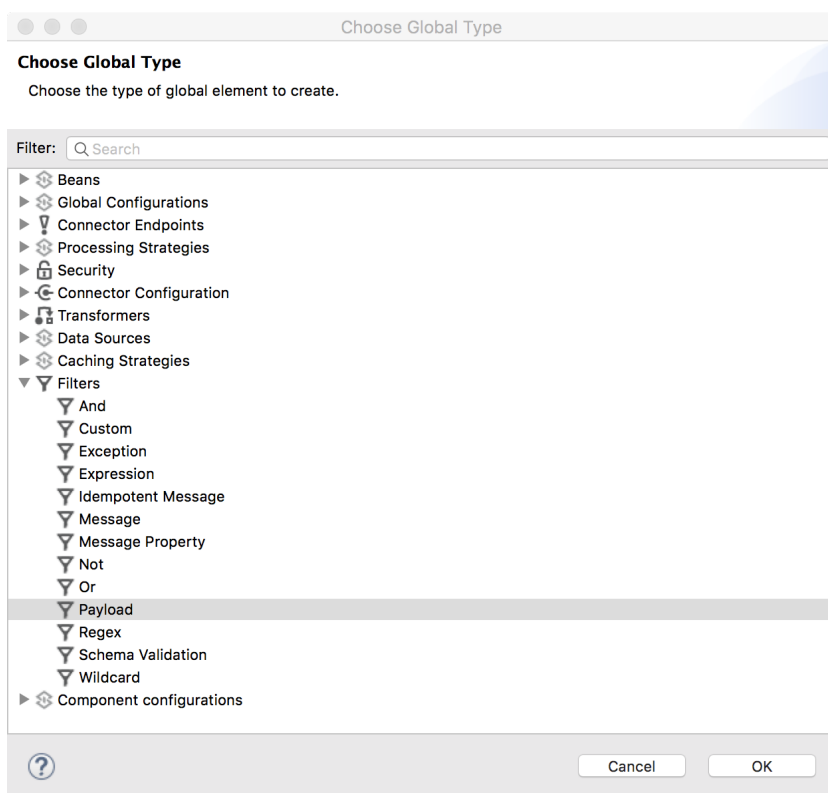 Choose Global Type
Choose Global Type
Choose the type of global element to create.
Filter: Search
Beans
Global Configurations
Connector Endpoints
Processing Strategies
Security
Connector Configuration
Transformers
Data Sources
Caching Strategies
Filters
And
Custom
Exception
Expression
Idempotent Message
Message
Message Property
Not
Or
Payload
Regex
Schema Validation
Wildcard
Component configurations
? Cancel OK